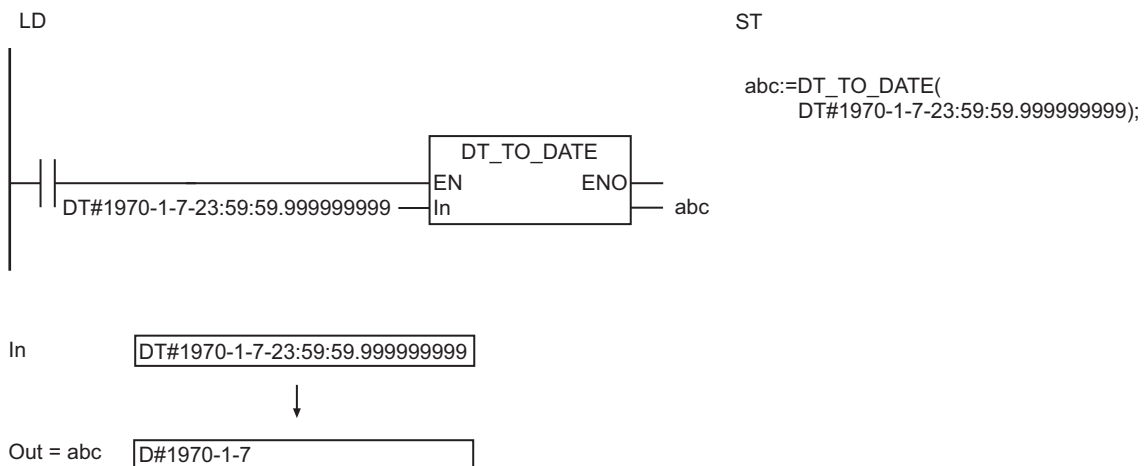 LD
ST
abc:=DT_TO_DATE(
DT#1970-1-7-23:59:59.999999999);
DT_TO_DATE
EN ENO
DT#1970-1-7-23:59:59.999999999 In abc
In DT#1970-1-7-23:59:59.999999999
Out = abc D#1970-1-7